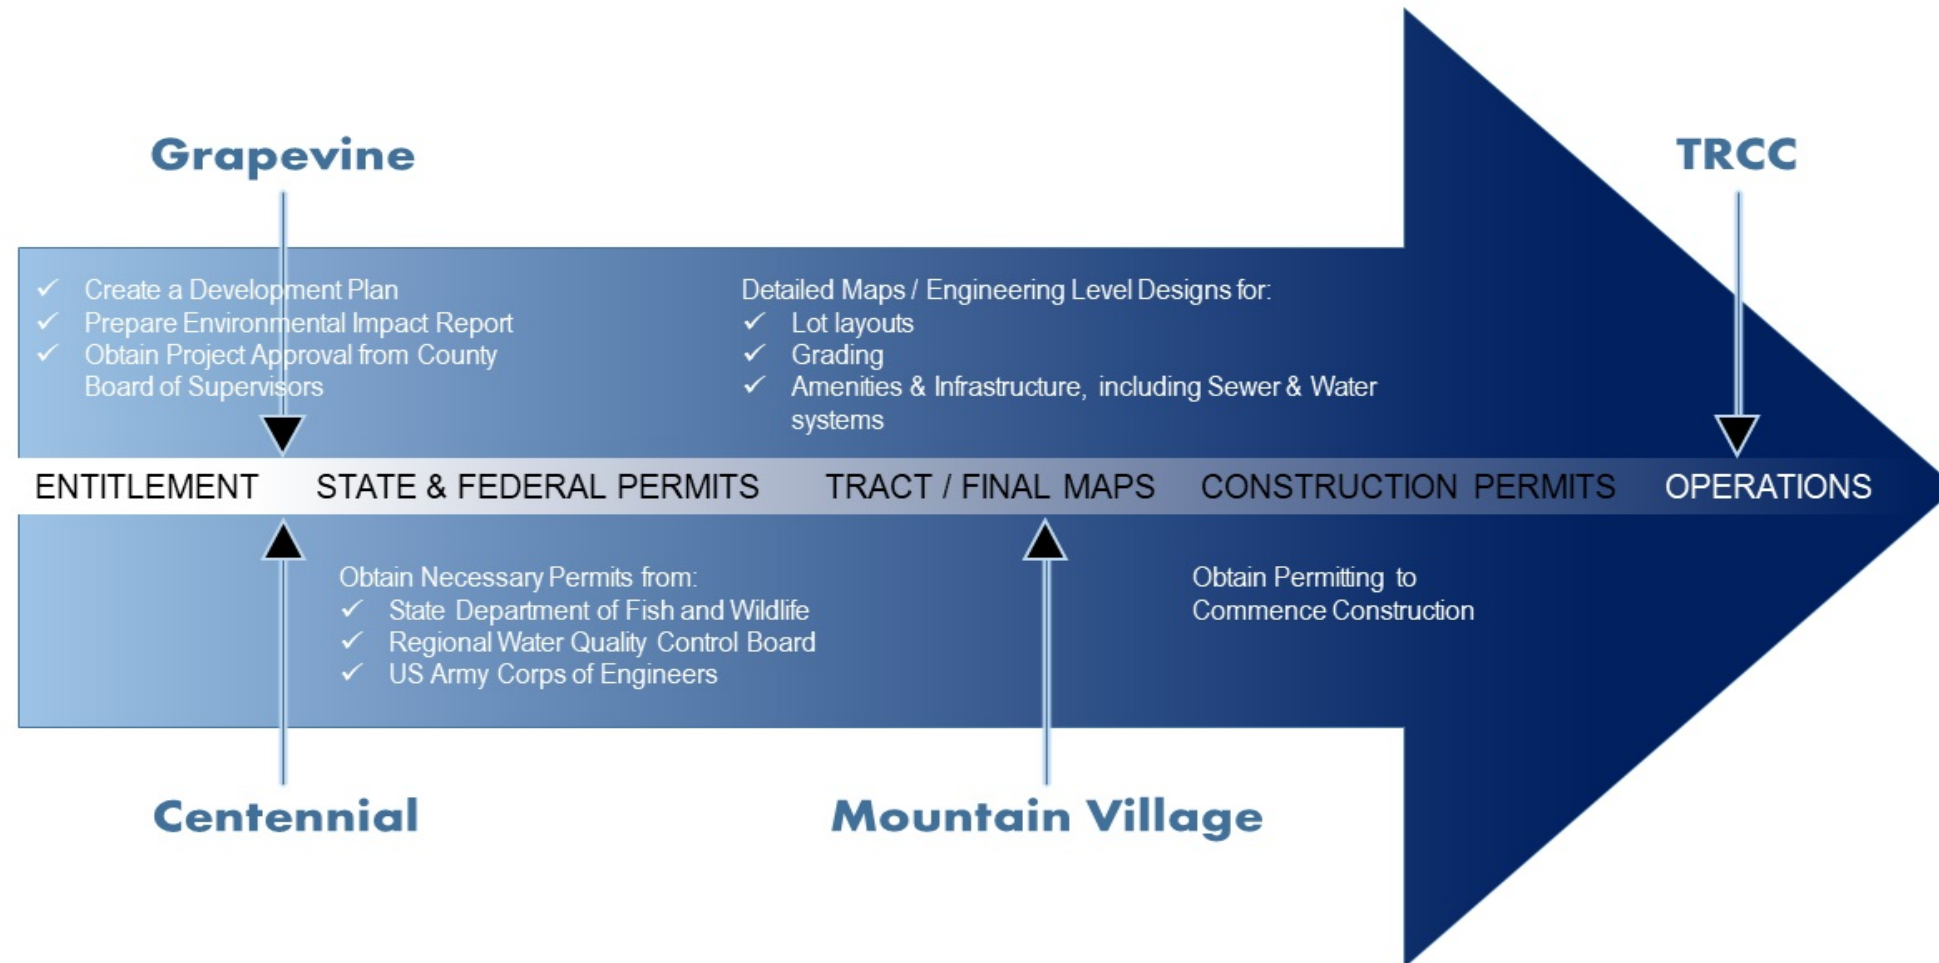 Grapevine
TRCC
✓ Create a Development Plan
✓ Prepare Environmental Impact Report
✓ Obtain Project Approval from County
Board of Supervisors
Detailed Maps / Engineering Level Designs for:
✓ Lot layouts
✓ Grading
✓ Amenities & Infrastructure, including Sewer & Water
systems
ENTITLEMENT
STATE & FEDERAL PERMITS
TRACT / FINAL MAPS
CONSTRUCTION PERMITS
OPERATIONS
Obtain Necessary Permits from:
✓ State Department of Fish and Wildlife
✓ Regional Water Quality Control Board
✓ US Army Corps of Engineers
Obtain Permitting to
Commence Construction
Centennial
Mountain Village